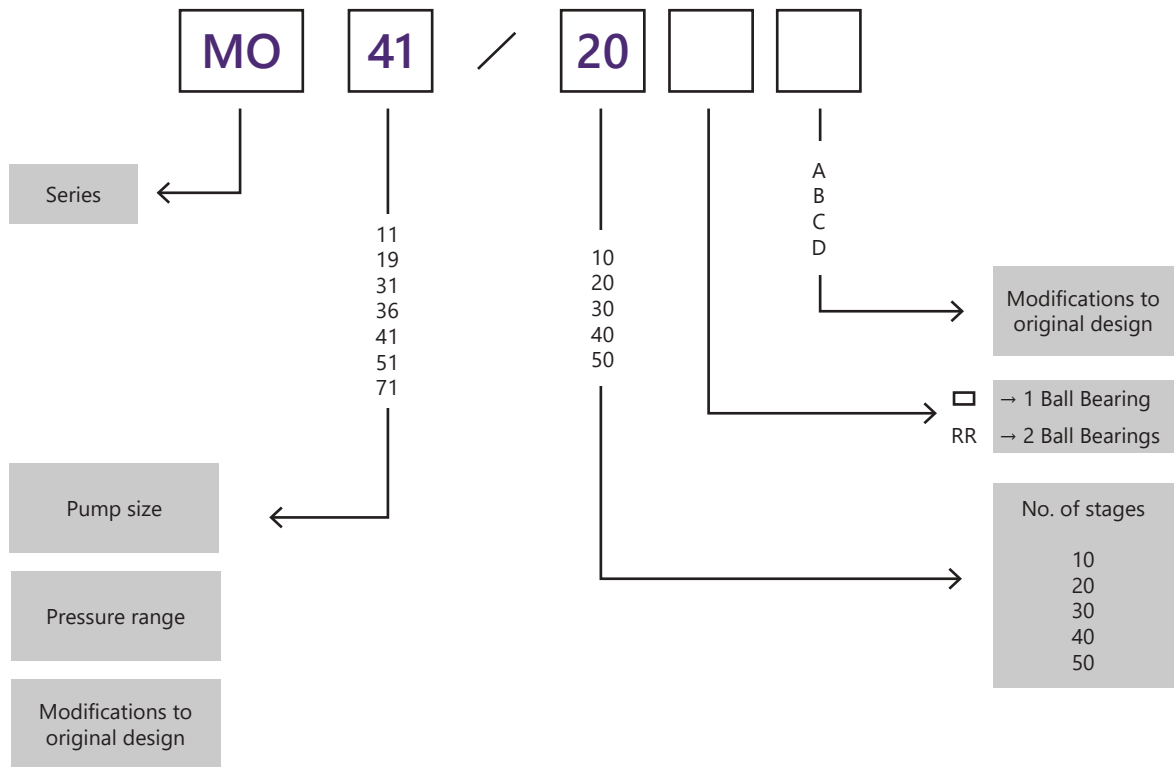 MO 41 / 20
Series
11
19
31
36
41
51
71
10
20
30
40
50
A
B
C
D
Modifications to
original design
→ 1 Ball Bearing
RR → 2 Ball Bearings
Pump size
Pressure range
Modifications to
original design
No. of stages
10
20
30
40
50